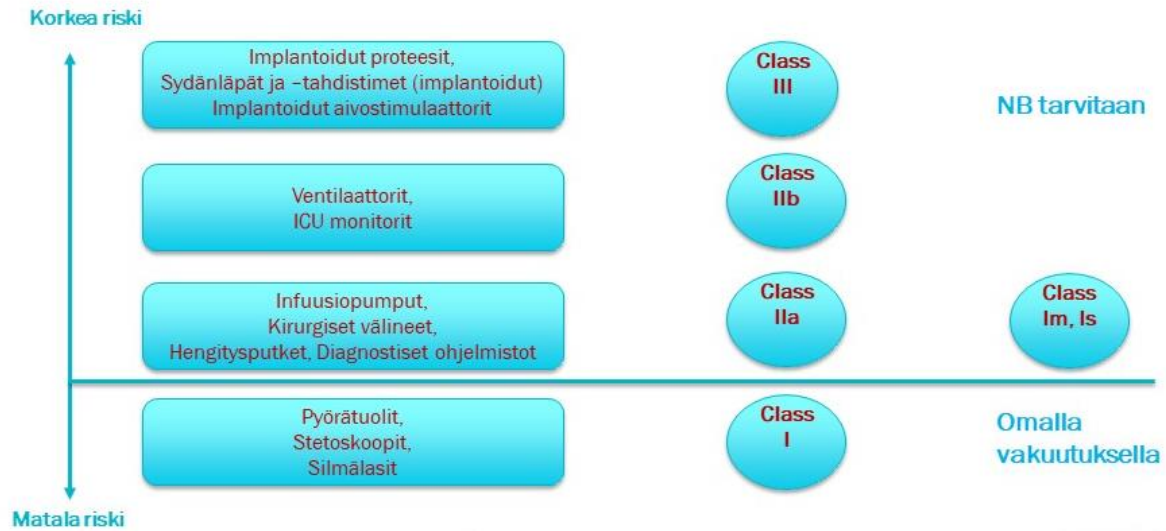 Korkea riski
Implantoidut proteesit,
Sydänläpät ja –tahdistimet (implantoidut)
Implantoidut aivostimulaattorit
Class
III
NB tarvitaan
Ventilaattorit,
ICU monitorit
Class
IIb
Infuusiopumput,
Kirurgiset välineet,
Hengitysputket, Diagnostiset ohjelmistot
Class
IIa
Class
Im, Is
Pyörätuolit,
Stetoskoopit,
Silmälasit
Class
I
Omalla
vakuutuksella
Matala riski